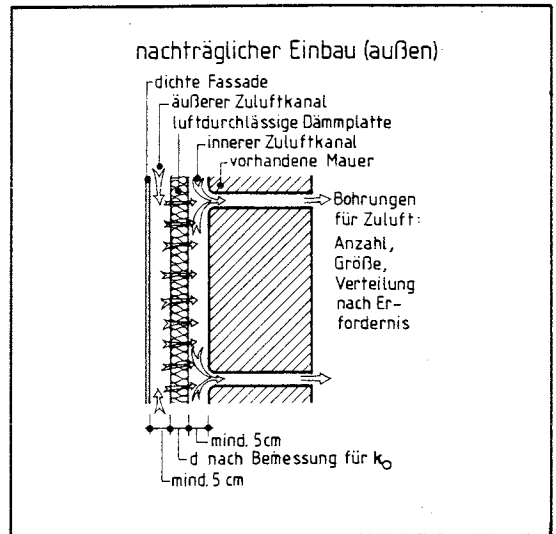 nachträglicher Einbau (außen)
dichte Fassade
äußerer Zuluftkanal
luftdurchlässige Dämmplatte
innerer Zuluftkanal
vorhandene Mauer
Bohrungen
für Zuluft:
Anzahl,
Größe,
Verteilung
nach Er-
fordernis
mind. 5cm
d nach Bemessung für k₀
mind. 5 cm